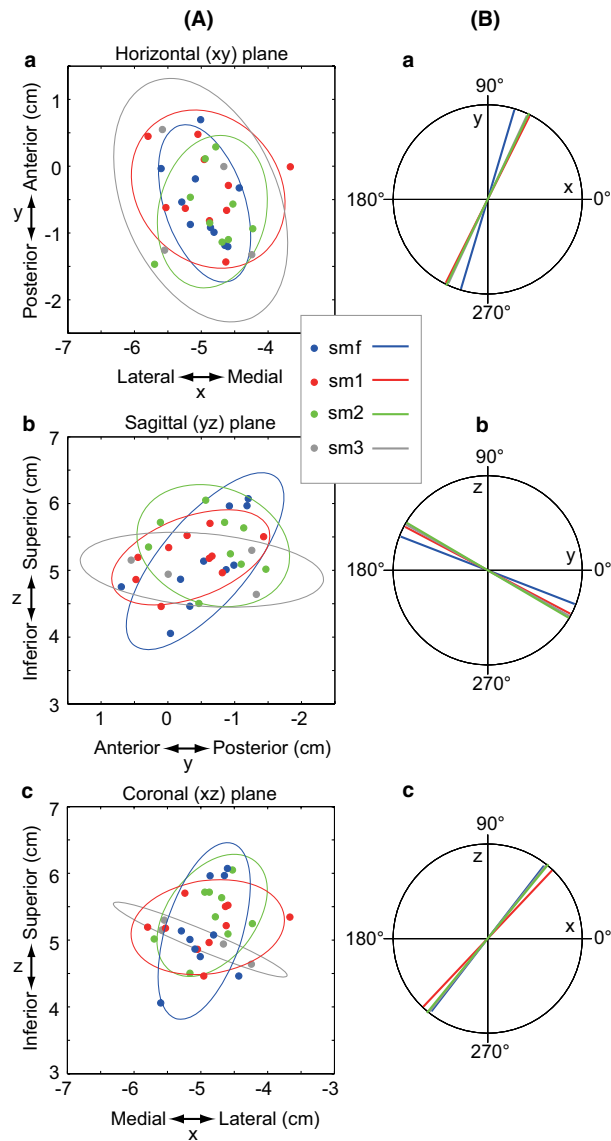 (A)
(B)
a
Horizontal (xy) plane
1
0
-1
-2
-7
-6
-5
-4
-3
Posterior
Anterior (cm)
y
Lateral
Medial
x
a
90°
y
x
180°
0°
270°
smf
sm1
sm2
sm3
b
Sagittal (yz) plane
7
6
5
4
3
1
0
-1
-2
Inferior
Superior (cm)
z
Anterior
Posterior (cm)
y
b
90°
z
y
180°
0°
270°
c
Coronal (xz) plane
7
6
5
4
3
-7
-6
-5
-4
-3
Inferior
Superior (cm)
z
Medial
Lateral (cm)
x
c
90°
z
x
180°
0°
270°